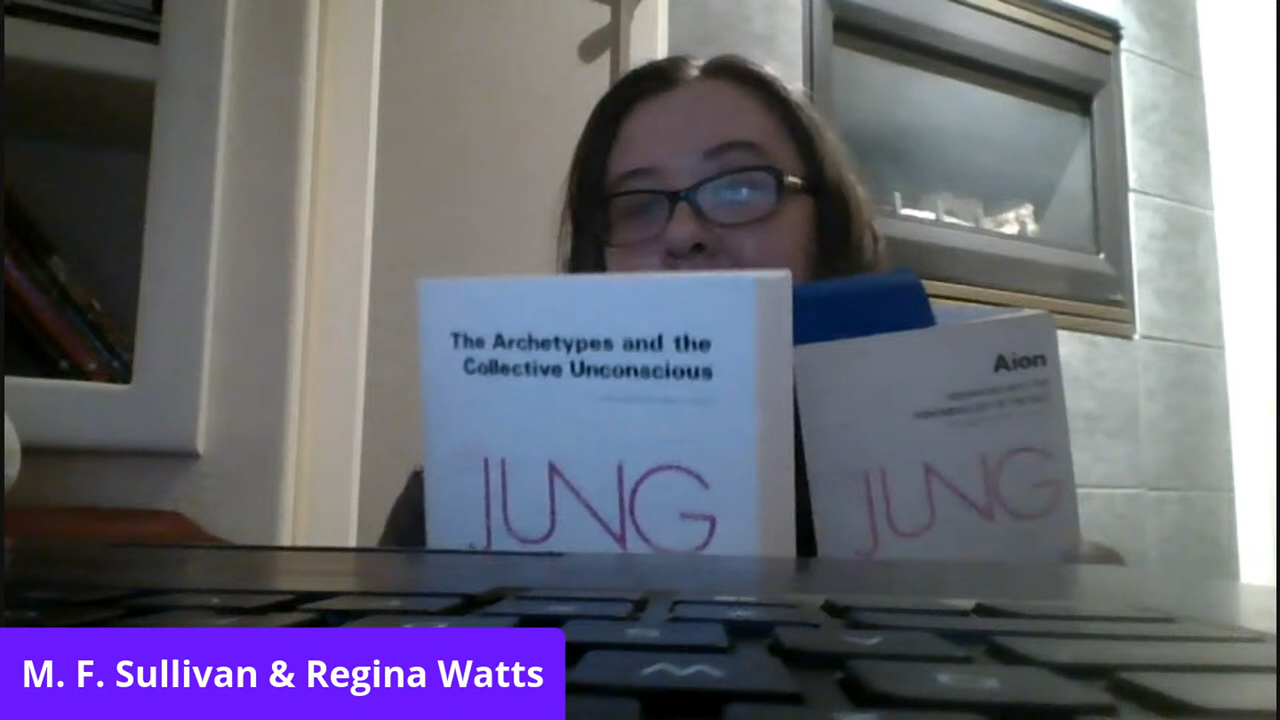 The Archetypes and the
Collective Unconscious
JUNG
Aion
JUNG
M. F. Sullivan & Regina Watts